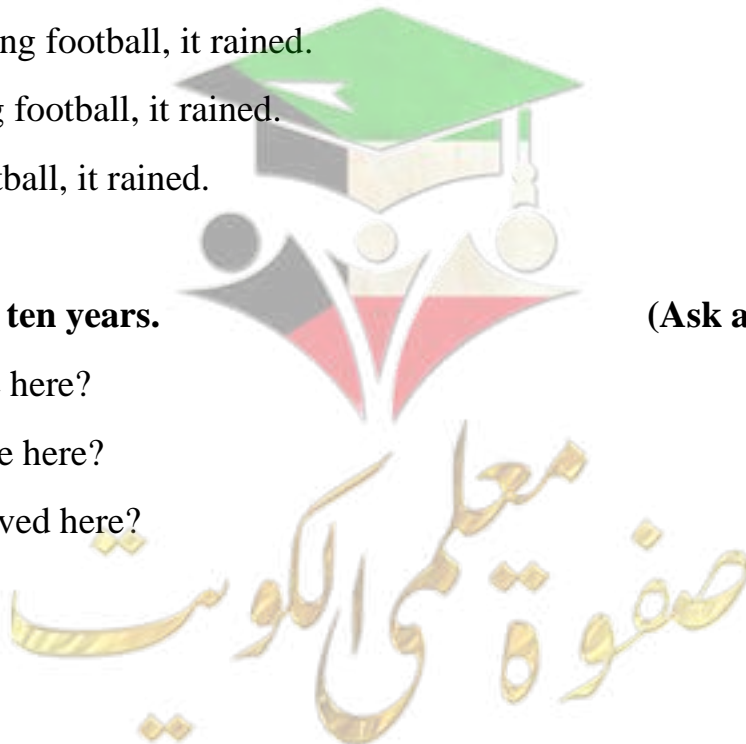 ng football, it rained.
g football, it rained.
tball, it rained.
ten years. (Ask a
here?
e here?
ved here?
صفوة معلمى الكويت